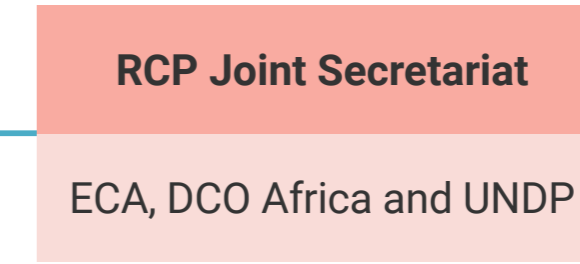 RCP Joint Secretariat
ECA, DCO Africa and UNDP